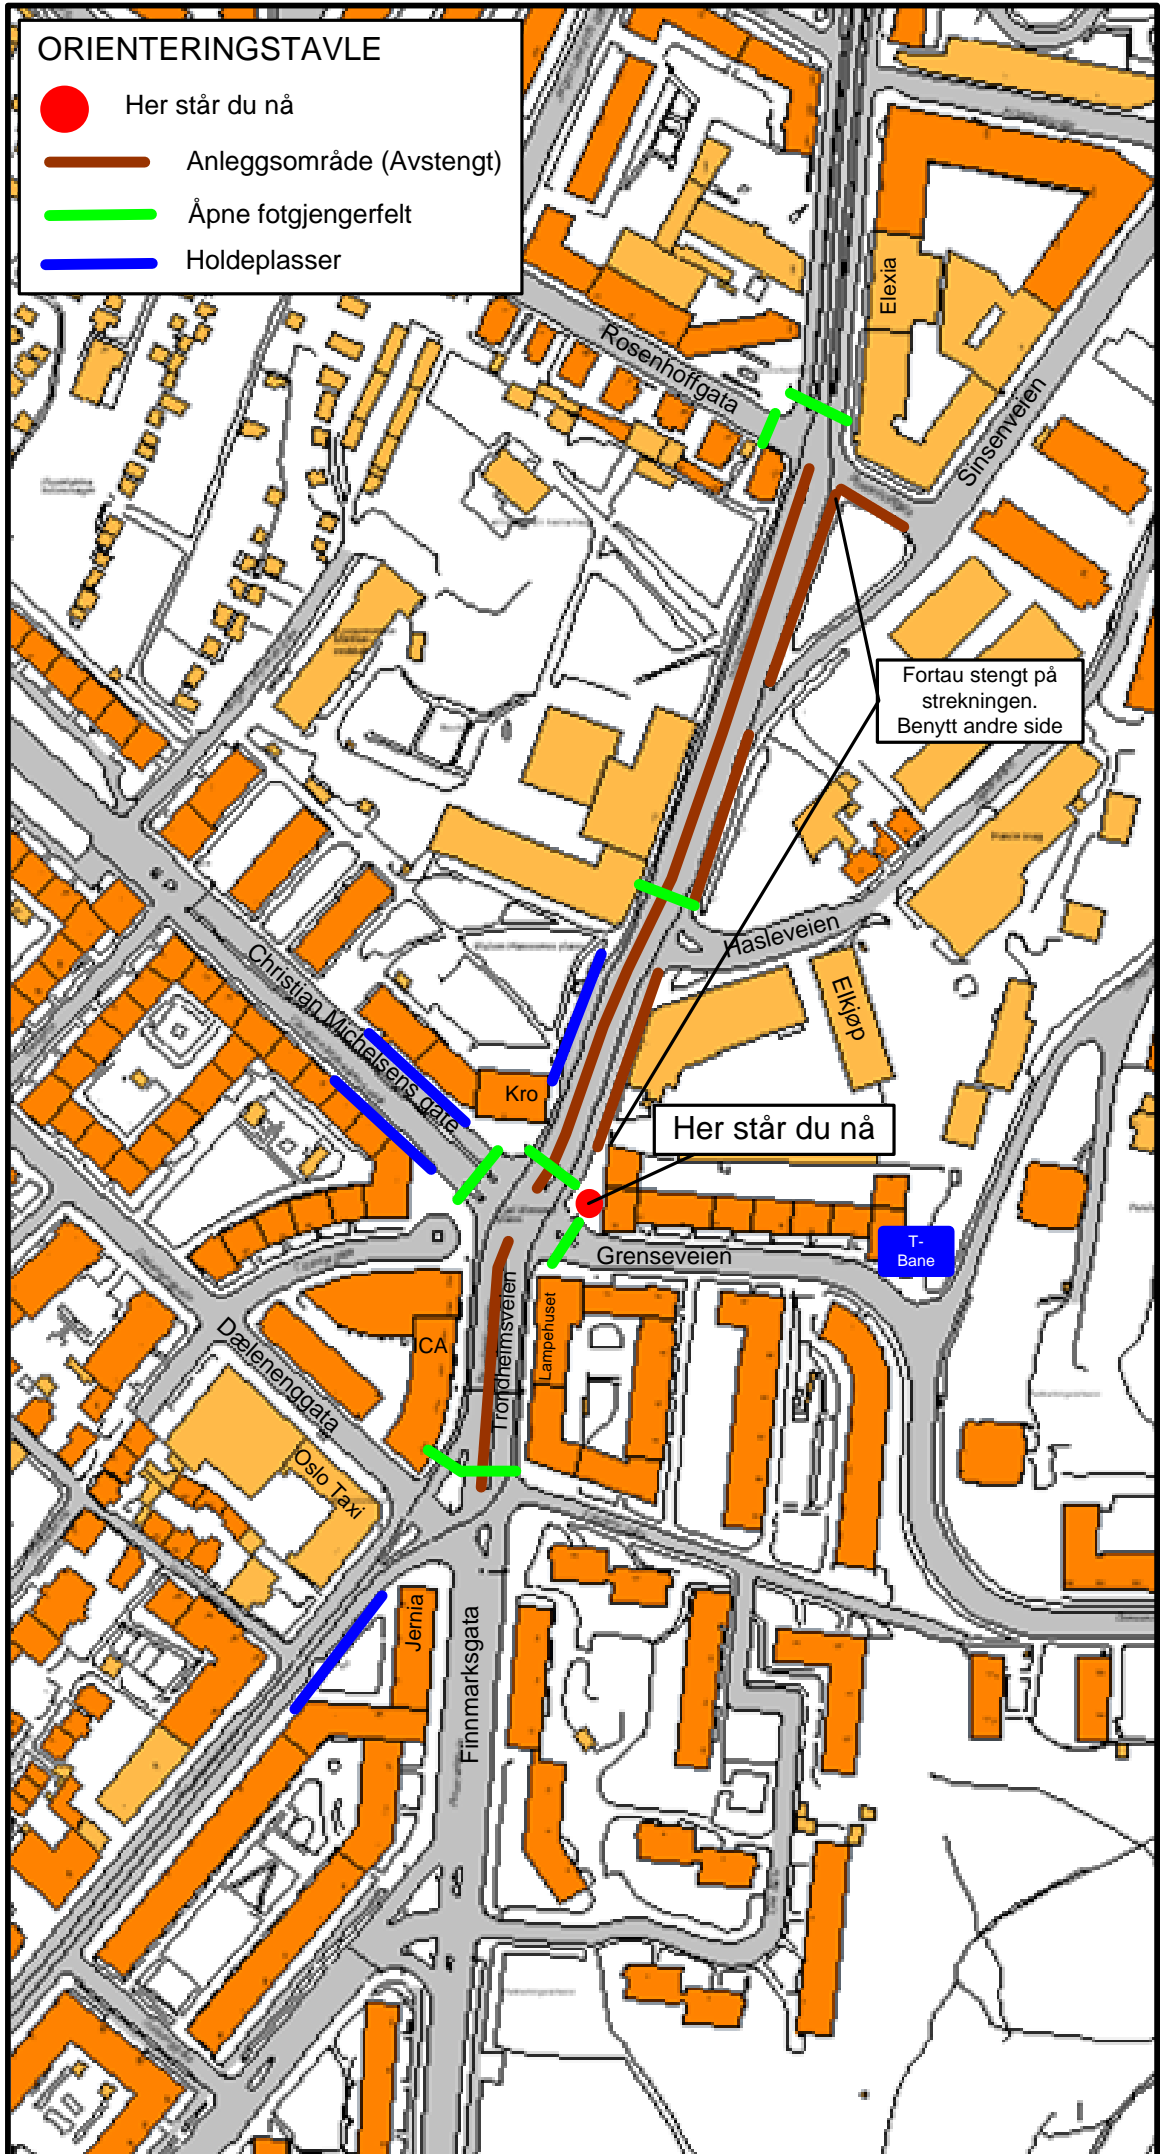 ORIENTERINGSTAVLE
Her står du nå
Anleggsområde (Avstengt)
Åpne fotgjengerfelt
Holdeplasser
Elexia
Rosenhoffgata
Sinsenveien
Fortau stengt på
strekningen.
Benytt andre side
Hasleveien
Elkjøp
Christian Michelsens gate
Kro
Her står du nå
Grenseveien
T-
Bane
Lampehuset
Trondheimsveien
ICA
Dælenenggata
Oslo Taxi
Jernia
Finnmarksgata